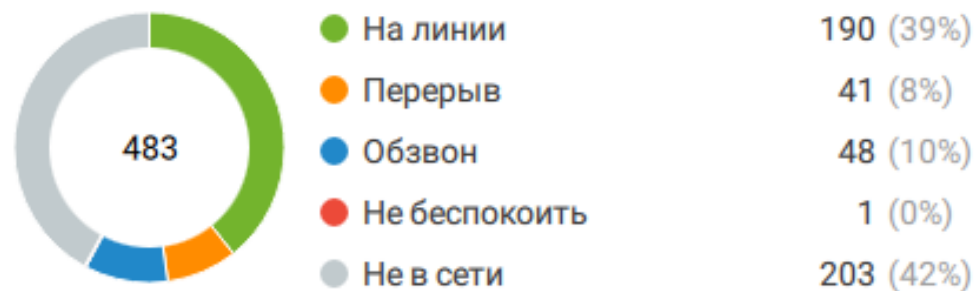 483
На линии 190 (39%)
Перерыв 41 (8%)
Обзвон 48 (10%)
Не беспокоить 1 (0%)
Не в сети 203 (42%)